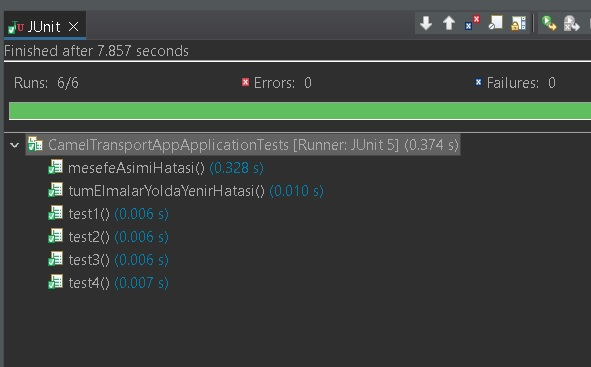 JUnit
Finished after 7.857 seconds
Runs: 6/6 Errors: 0 Failures: 0
CamelTransportAppApplicationTests [Runner: JUnit 5] (0.374 s)
mesefeAsimiHatasi() (0.328 s)
tumElmalarYoldaYenirHatasi() (0.010 s)
test1() (0.006 s)
test2() (0.006 s)
test3() (0.006 s)
test4() (0.007 s)